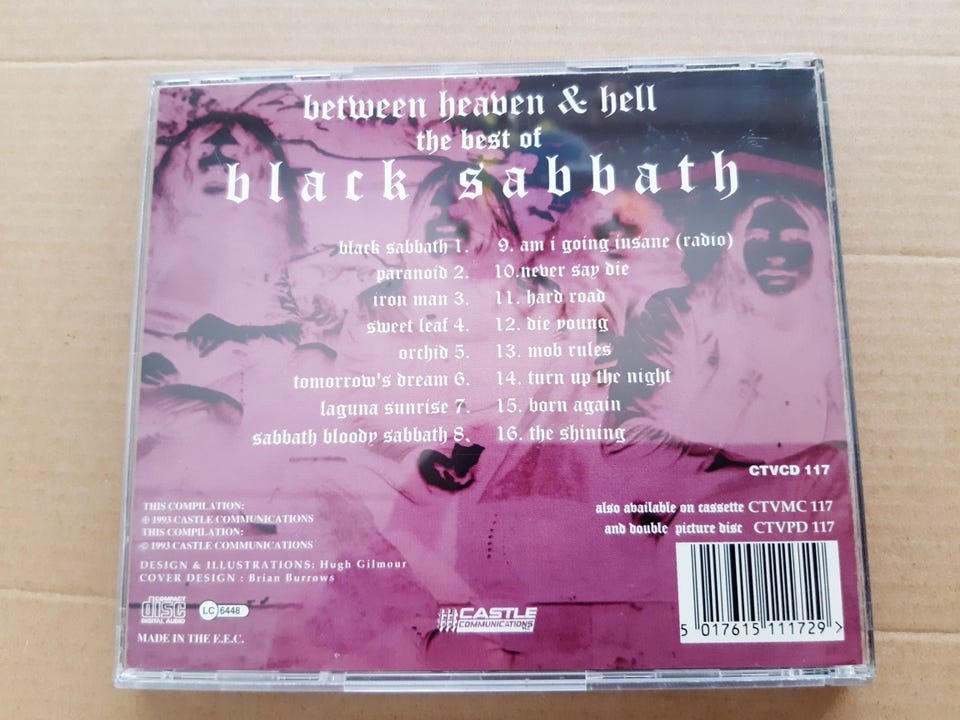 between heaven & hell
the best of
black sabbath
black sabbath 1.
paranoid 2.
iron man 3.
sweet leaf 4.
orchid 5.
tomorrow's dream 6.
laguna sunrise 7.
sabbath bloody sabbath 8.
9. am i going insane (radio)
10.never say die
11. hard road
12. die young
13. mob rules
14. turn up the night
15. born again
16. the shining
CTVCD 117
THIS COMPILATION:
℗ 1993 CASTLE COMMUNICATIONS
THIS COMPILATION:
© 1993 CASTLE COMMUNICATIONS
DESIGN & ILLUSTRATIONS: Hugh Gilmour
COVER DESIGN : Brian Burrows
also available on cassette CTVMC 117
and double picture disc CTVPD 117
COMPACT
disc
DIGITAL AUDIO
LC 6448
MADE IN THE E.E.C.
CASTLE
COMMUNICATIONS
5 017615 111729 >